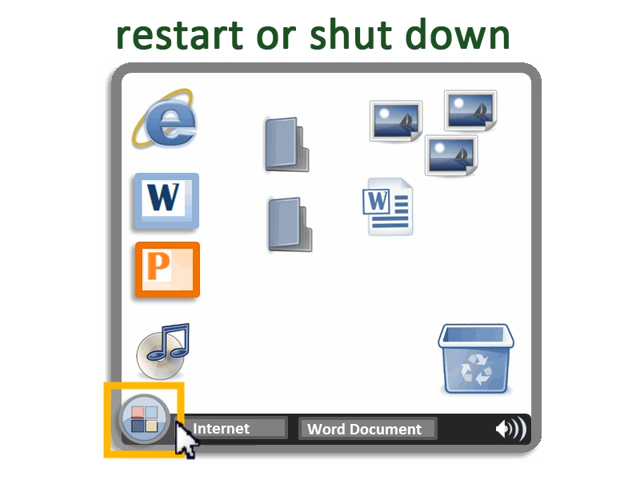 restart or shut down
e
W
W
P
Internet
Word Document